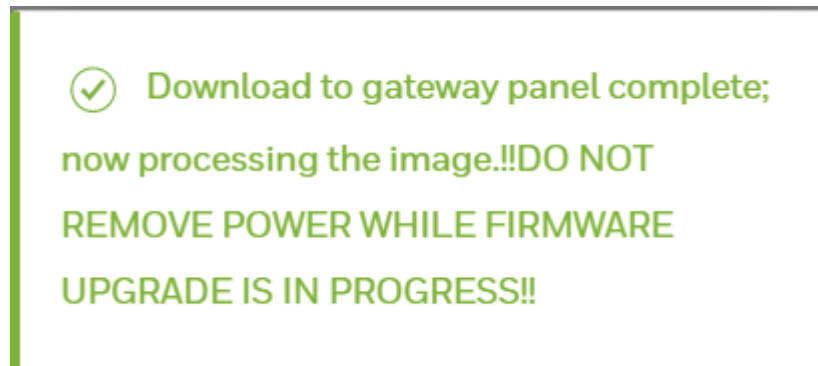 Download to gateway panel complete;
now processing the image.!!DO NOT
REMOVE POWER WHILE FIRMWARE
UPGRADE IS IN PROGRESS!!